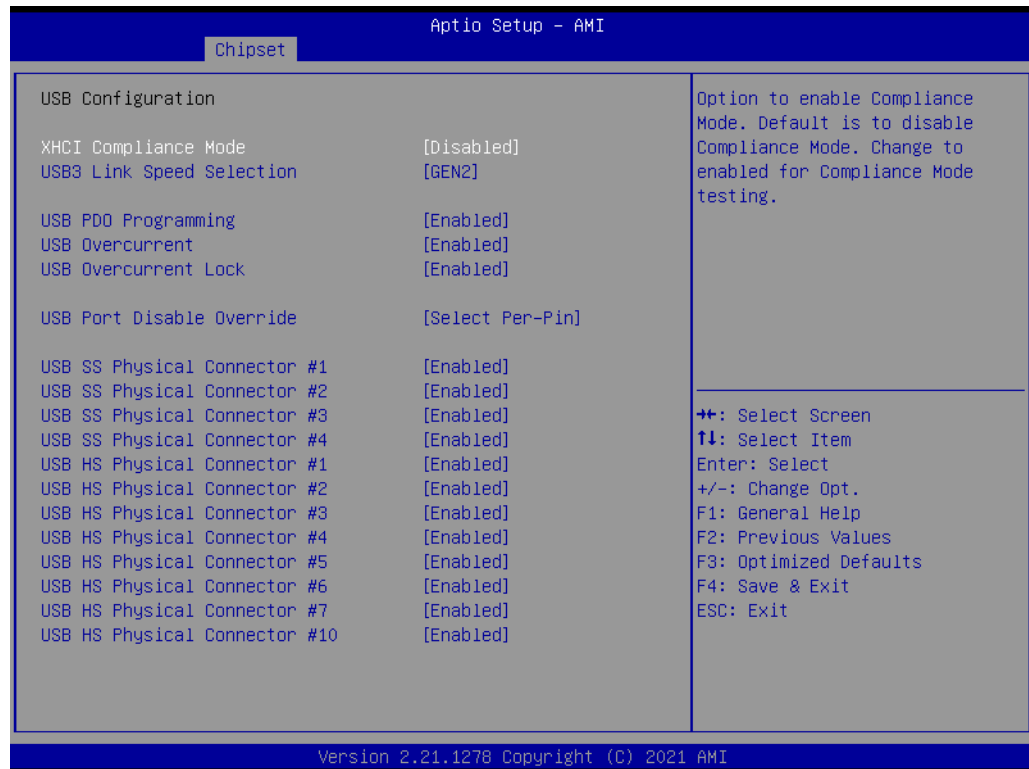 Aptio Setup – AMI
Chipset
USB Configuration
XHCI Compliance Mode [Disabled]
USB3 Link Speed Selection [GEN2]
USB PDO Programming [Enabled]
USB Overcurrent [Enabled]
USB Overcurrent Lock [Enabled]
USB Port Disable Override [Select Per-Pin]
USB SS Physical Connector #1 [Enabled]
USB SS Physical Connector #2 [Enabled]
USB SS Physical Connector #3 [Enabled]
USB SS Physical Connector #4 [Enabled]
USB HS Physical Connector #1 [Enabled]
USB HS Physical Connector #2 [Enabled]
USB HS Physical Connector #3 [Enabled]
USB HS Physical Connector #4 [Enabled]
USB HS Physical Connector #5 [Enabled]
USB HS Physical Connector #6 [Enabled]
USB HS Physical Connector #7 [Enabled]
USB HS Physical Connector #10 [Enabled]
Option to enable Compliance
Mode. Default is to disable
Compliance Mode. Change to
enabled for Compliance Mode
testing.
→←: Select Screen
↑↓: Select Item
Enter: Select
+/-: Change Opt.
F1: General Help
F2: Previous Values
F3: Optimized Defaults
F4: Save & Exit
ESC: Exit
Version 2.21.1278 Copyright (C) 2021 AMI